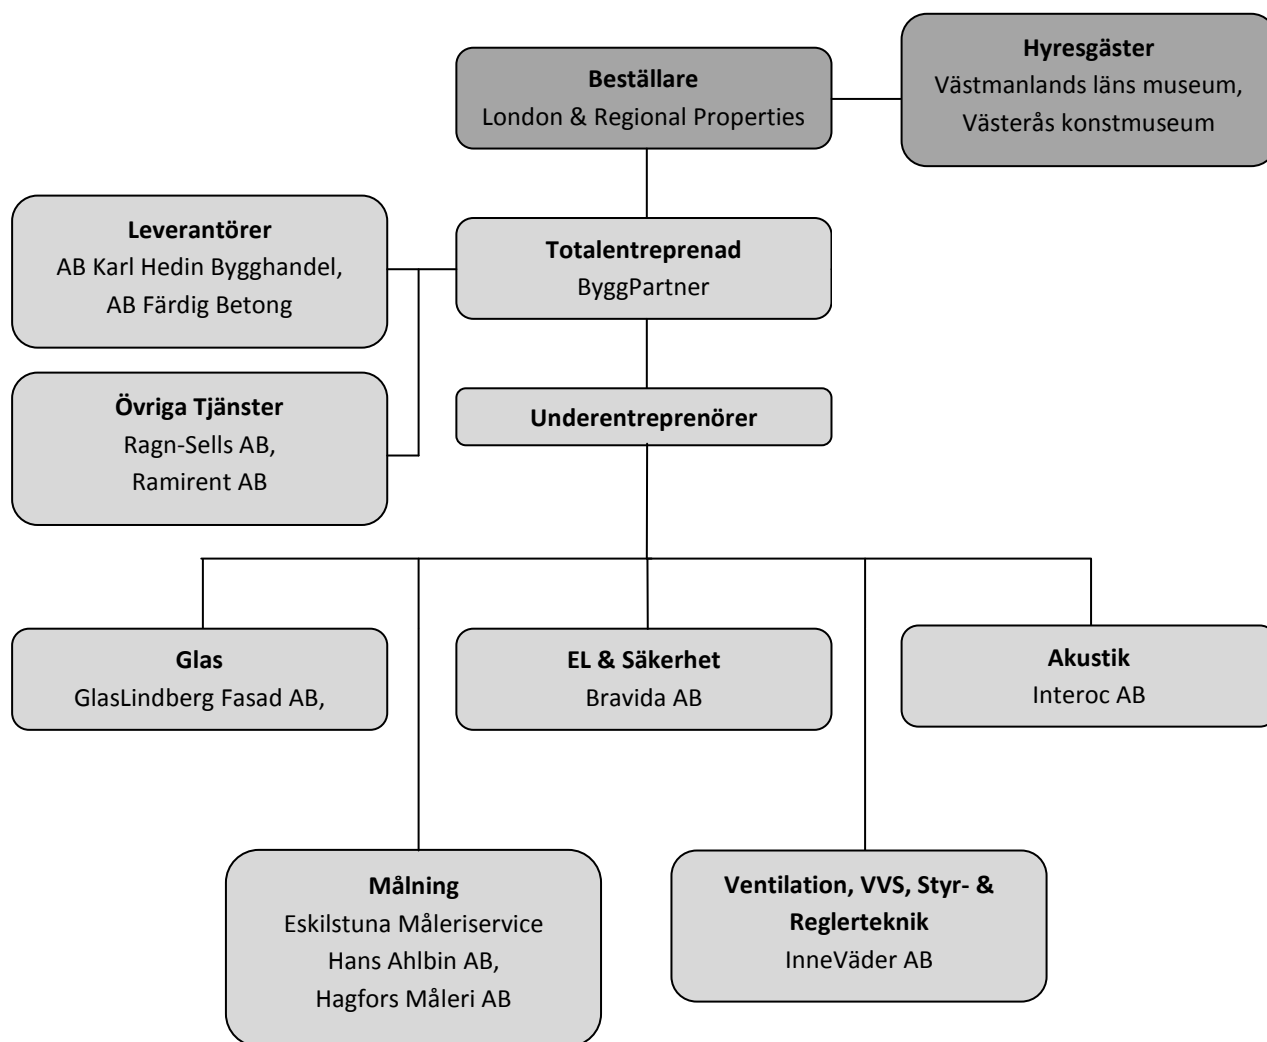 Beställare
London & Regional Properties
Hyresgäster
Västmanlands läns museum,
Västerås konstmuseum
Leverantörer
AB Karl Hedin Bygghandel,
AB Färdig Betong
Totalentreprenad
ByggPartner
Övriga Tjänster
Ragn-Sells AB,
Ramirent AB
Underentreprenörer
Glas
GlasLindberg Fasad AB,
EL & Säkerhet
Bravida AB
Akustik
Interoc AB
Målning
Eskilstuna Måleriservice
Hans Ahlbin AB,
Hagfors Måleri AB
Ventilation, VVS, Styr- &
Reglerteknik
InneVäder AB